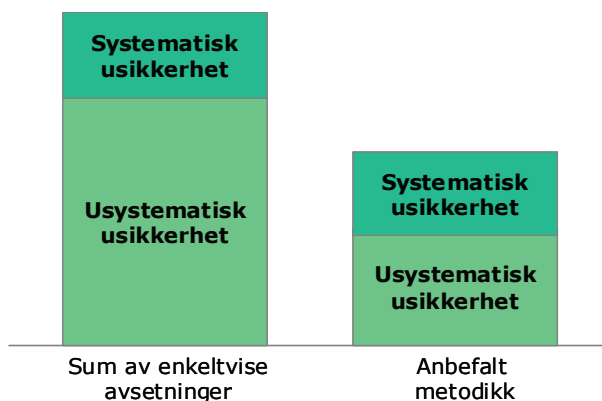 Systematisk
usikkerhet
Usystematisk
usikkerhet
Systematisk
usikkerhet
Usystematisk
usikkerhet
Sum av enkeltvise
avsetninger
Anbefalt
metodikk